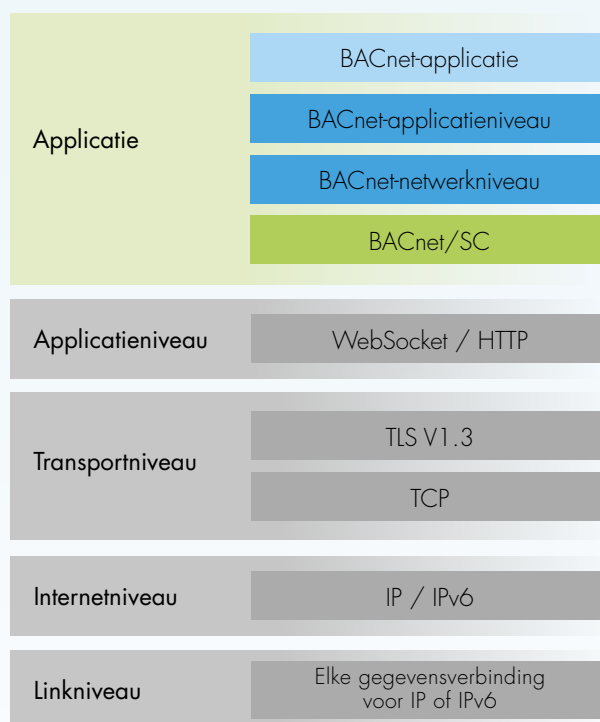 Applicatie
BACnet-applicatie
BACnet-applicatieniveau
BACnet-netwerkniveau
BACnet/SC
Applicatieniveau
WebSocket / HTTP
Transportniveau
TLS V1.3
TCP
Internetniveau
IP / IPv6
Linkniveau
Elke gegevensverbinding
voor IP of IPv6